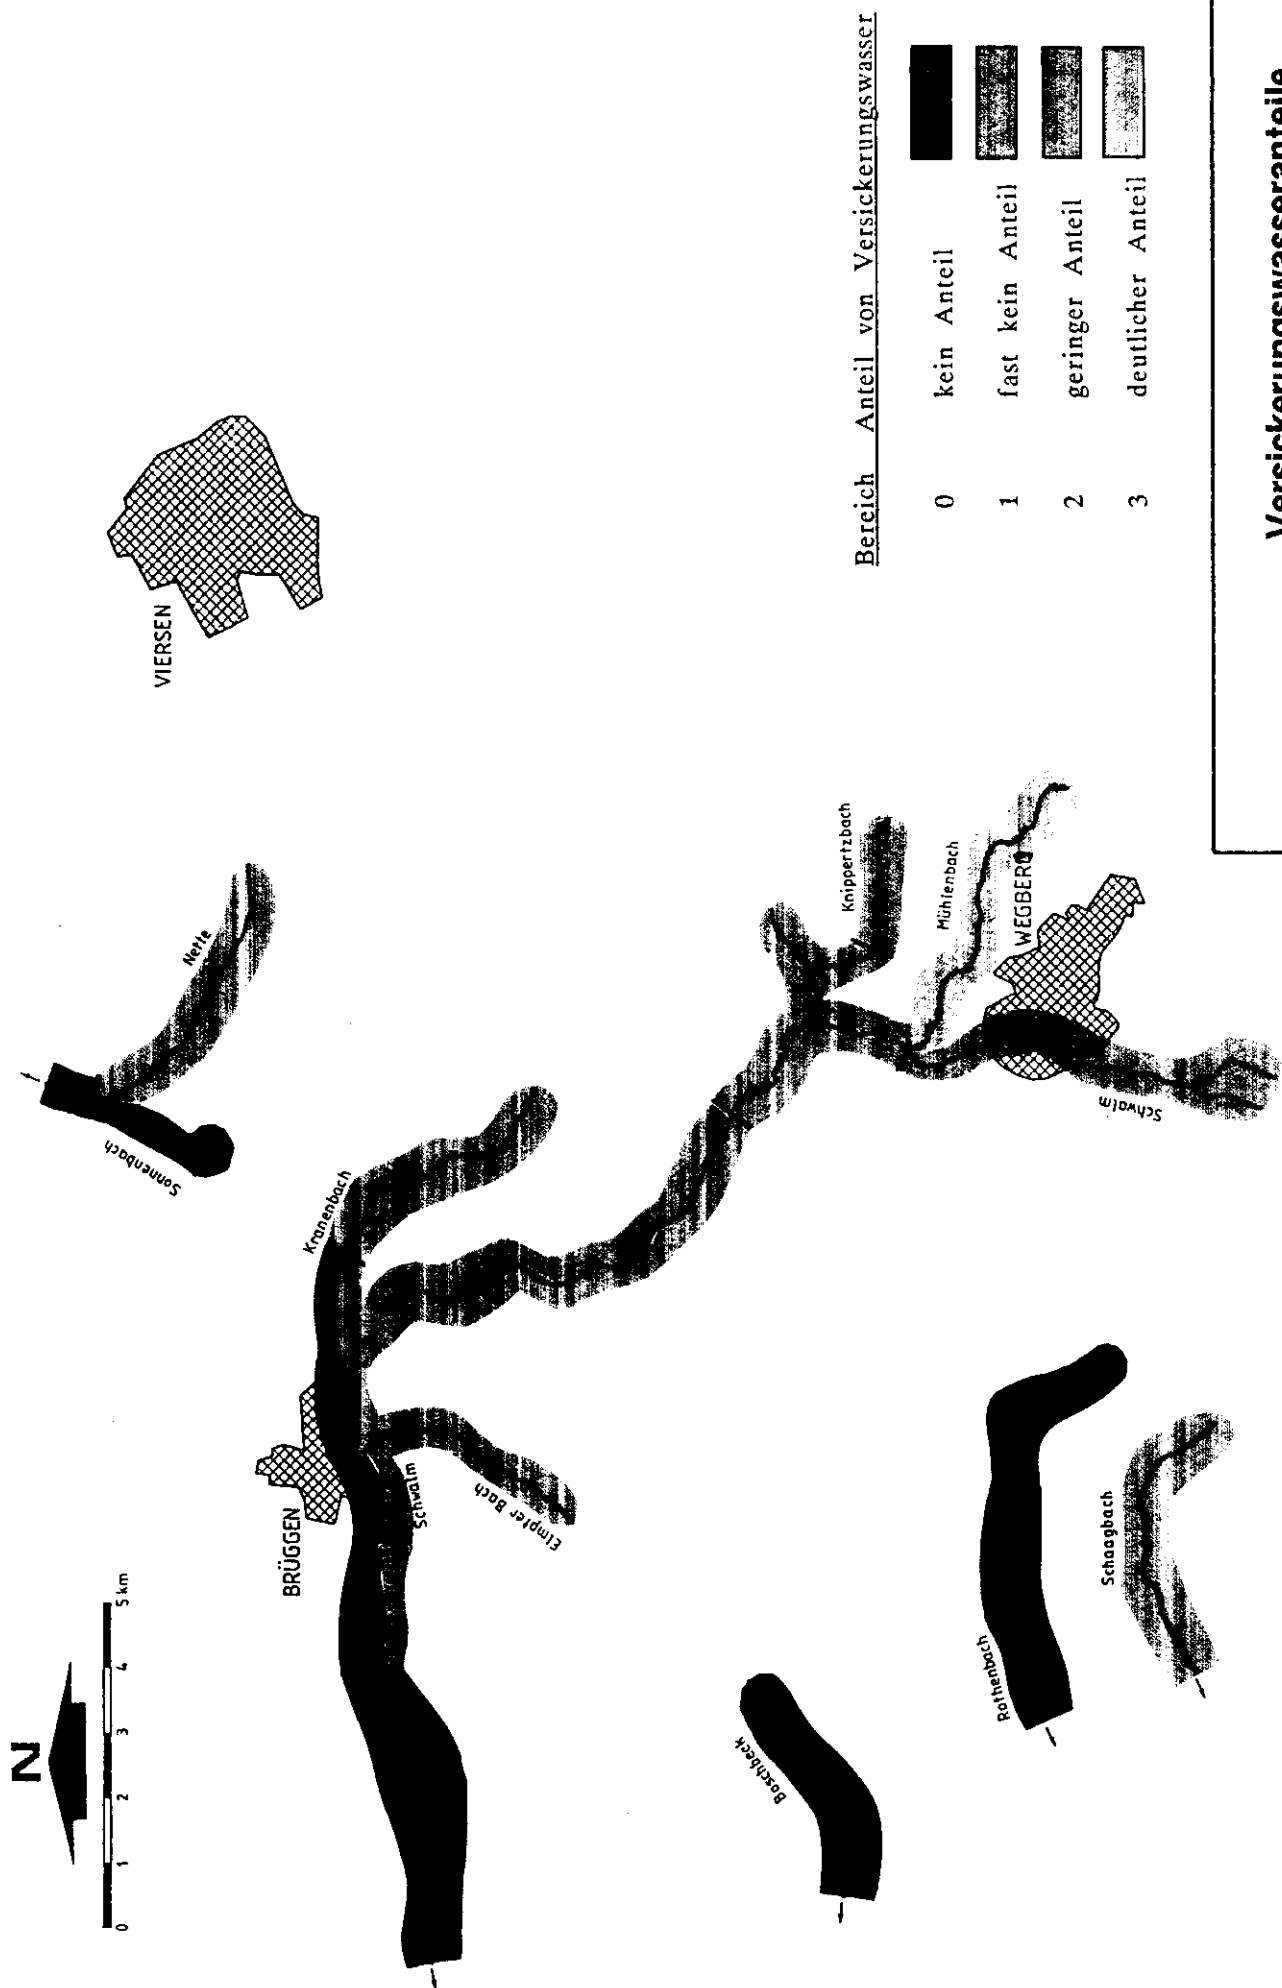 N
0 1 2 3 4 5 km
BRÜGGEN
VIERSEN
Sonnenbach
Nette
Kranenbach
Schwalm
Elmpter Bach
Knippertzbach
Mühlenbach
WEGBERG
Schwalm
Boschbeck
Rothenbach
Schaagbach
Bereich Anteil von Versickerungswasser
0 kein Anteil
1 fast kein Anteil
2 geringer Anteil
3 deutlicher Anteil
Versickerungswasseranteile